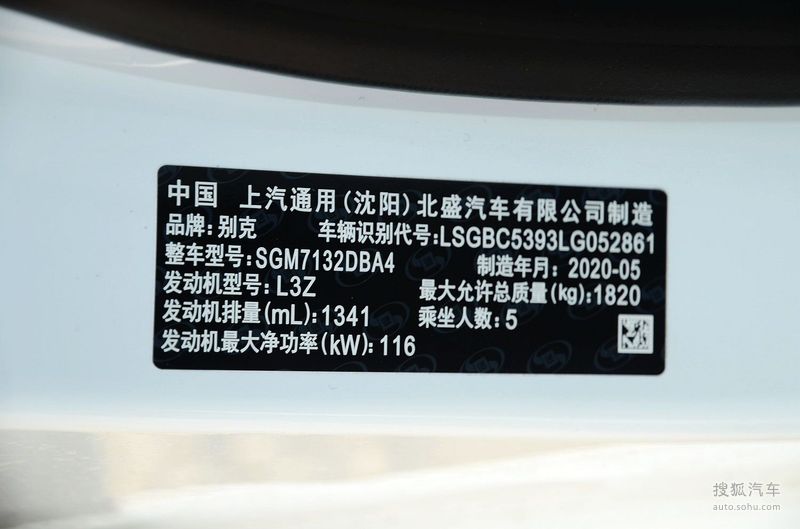 中国 上汽通用(沈阳)北盛汽车有限公司制造
品牌:别克 车辆识别代号:LSGBC5393LG052861
整车型号:SGM7132DBA4 制造年月:2020-05
发动机型号:L3Z 最大允许总质量(kg):1820
发动机排量(mL):1341 乘坐人数:5
发动机最大净功率(kW):116
搜狐汽车
auto.sohu.com